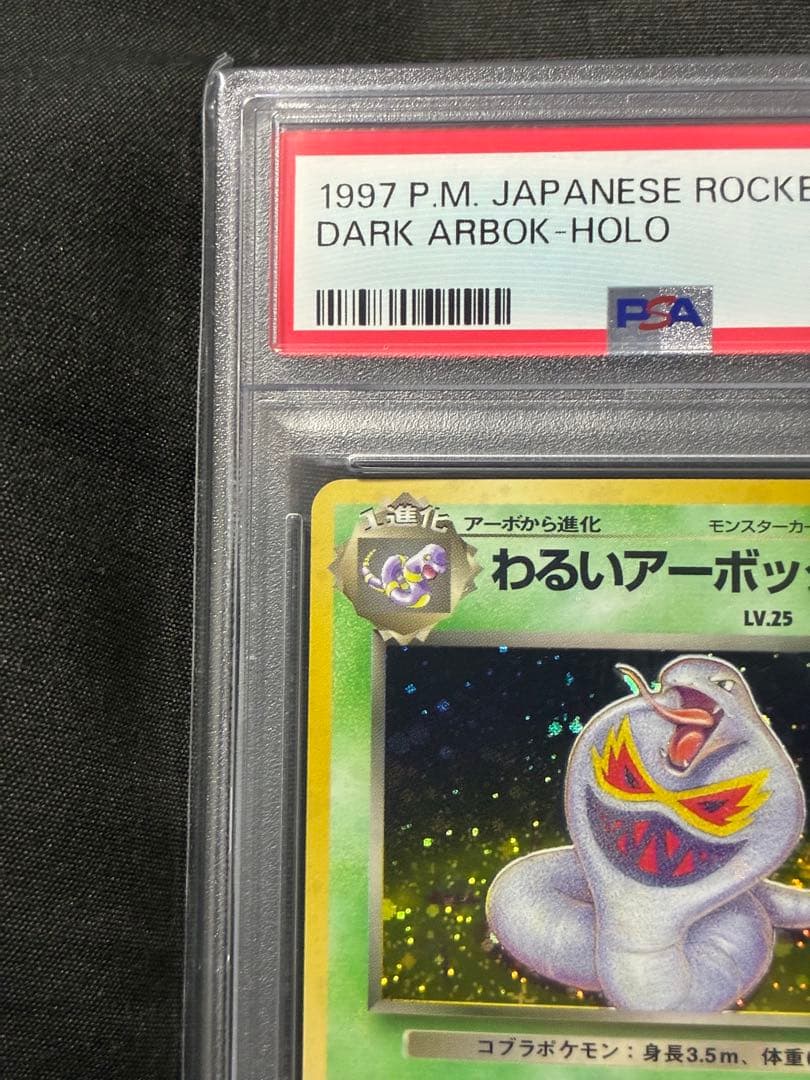 1997 P.M. JAPANESE ROCKE
DARK ARBOK-HOLO
PSA
1進化
アーボから進化
モンスターカー
わるいアーボッ
LV.25
コブラポケモン：身長3.5m、体重